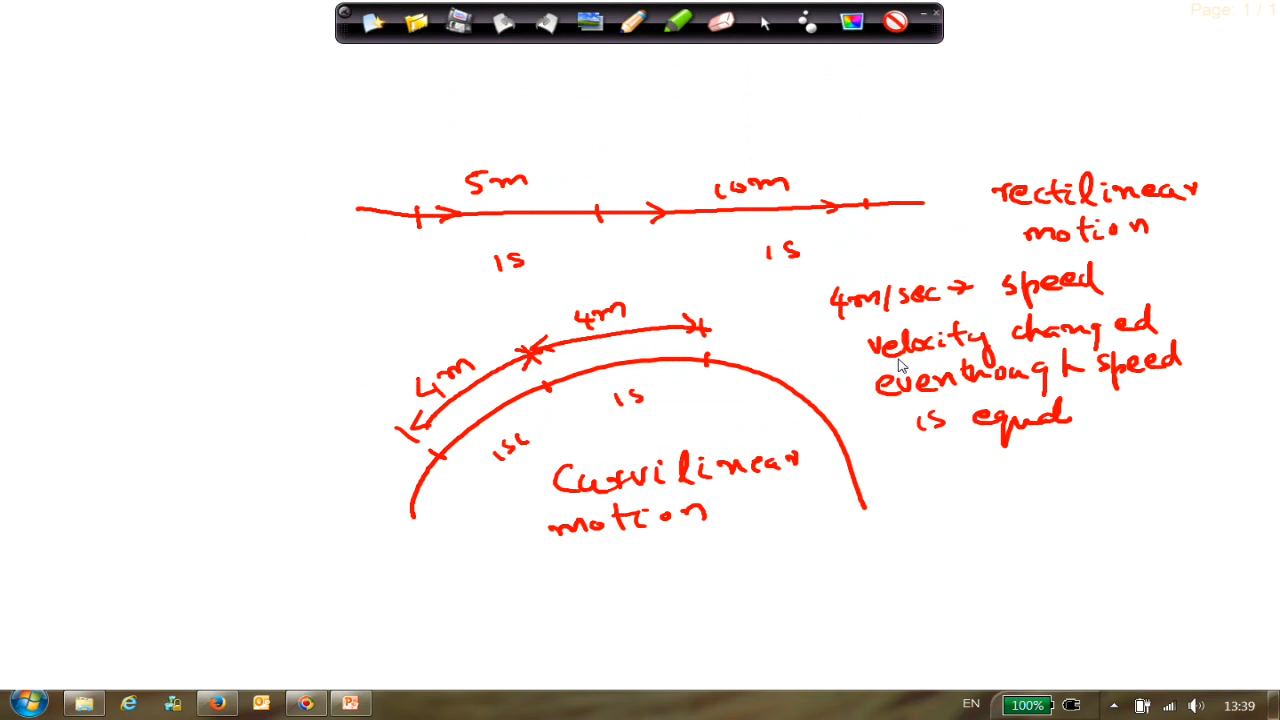 Page: 1 / 1
5m
10m
1s
1s
rectilinear
motion
4m/sec → speed
velocity changed
eventhough speed
is equal
4m
4m
1s
1s
Curvilinear
motion
EN
100%
13:39